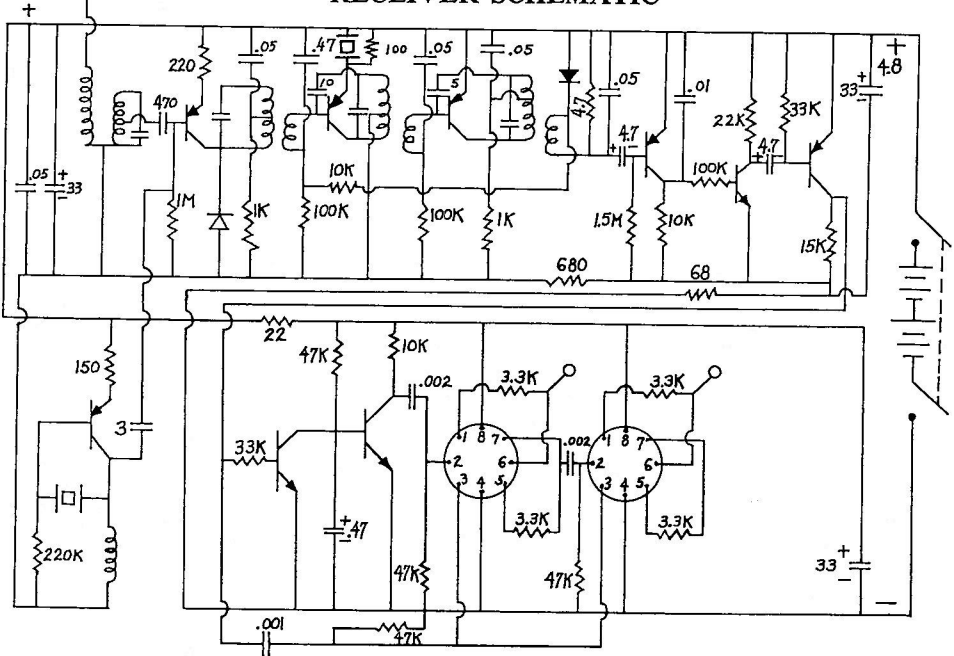 RECEIVER SCHEMATIC
+
220
.05
.47
100
.05
.05
+
4.8
470
10
5
4.7
.05
.01
22K
33K
33
+
-
.05
+
33
-
1M
1K
10K
100K
100K
1K
+
4.7
-
1.5M
10K
100K
+
4.7
-
15K
680
68
22
150
3
220K
47K
10K
.002
33K
+
.47
-
3.3K
1
8
7
2
6
3
4
5
3.3K
.002
3.3K
1
8
7
2
6
3
4
5
3.3K
47K
47K
47K
.001
33
+
-
-